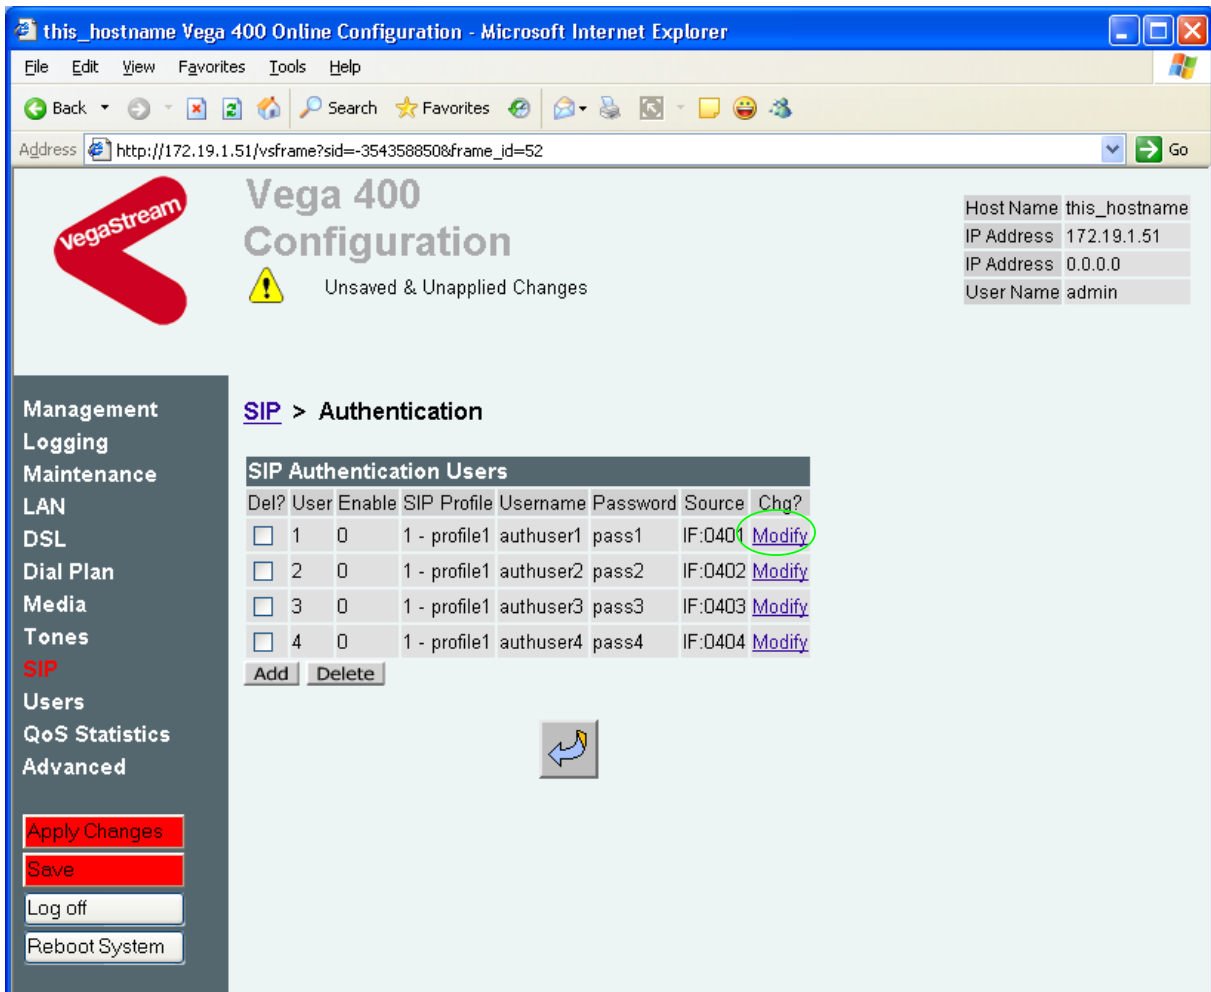 this_hostname Vega 400 Online Configuration - Microsoft Internet Explorer
File Edit View Favorites Tools Help
Back Search Favorites
Address http://172.19.1.51/vsframe?sid=-354358850&frame_id=52 Go
vegastream
Vega 400
Configuration
Unsaved & Unapplied Changes
Host Name this_hostname
IP Address 172.19.1.51
IP Address 0.0.0.0
User Name admin
Management
Logging
Maintenance
LAN
DSL
Dial Plan
Media
Tones
SIP
Users
QoS Statistics
Advanced
Apply Changes
Save
Log off
Reboot System
SIP > Authentication
SIP Authentication Users
Del? User Enable SIP Profile Username Password Source Chg?
1 0 1 - profile1 authuser1 pass1 IF:0401 Modify
2 0 1 - profile1 authuser2 pass2 IF:0402 Modify
3 0 1 - profile1 authuser3 pass3 IF:0403 Modify
4 0 1 - profile1 authuser4 pass4 IF:0404 Modify
Add Delete